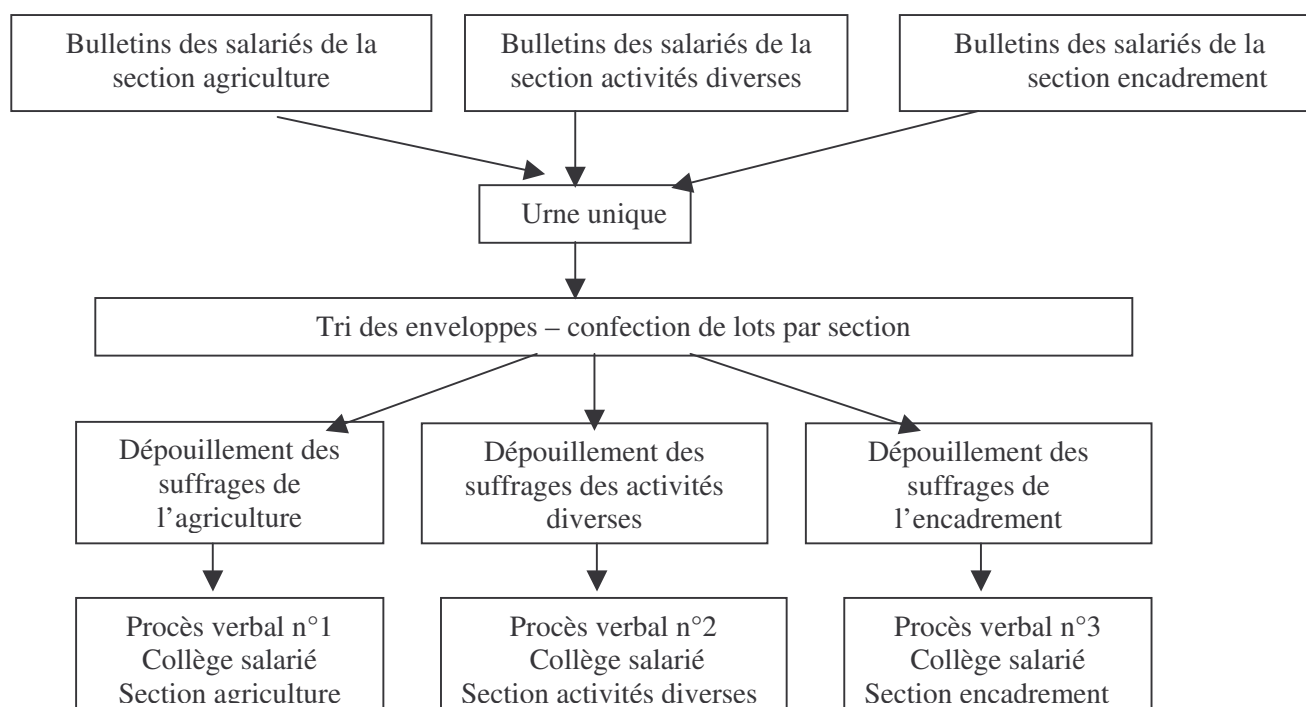 Bulletins des salariés de la
section agriculture
Bulletins des salariés de la
section activités diverses
Bulletins des salariés de la
section encadrement
Urne unique
Tri des enveloppes – confection de lots par section
Dépouillement des
suffrages de
l’agriculture
Dépouillement des
suffrages des activités
diverses
Dépouillement des
suffrages de
l’encadrement
Procès verbal n°1
Collège salarié
Section agriculture
Procès verbal n°2
Collège salarié
Section activités diverses
Procès verbal n°3
Collège salarié
Section encadrement